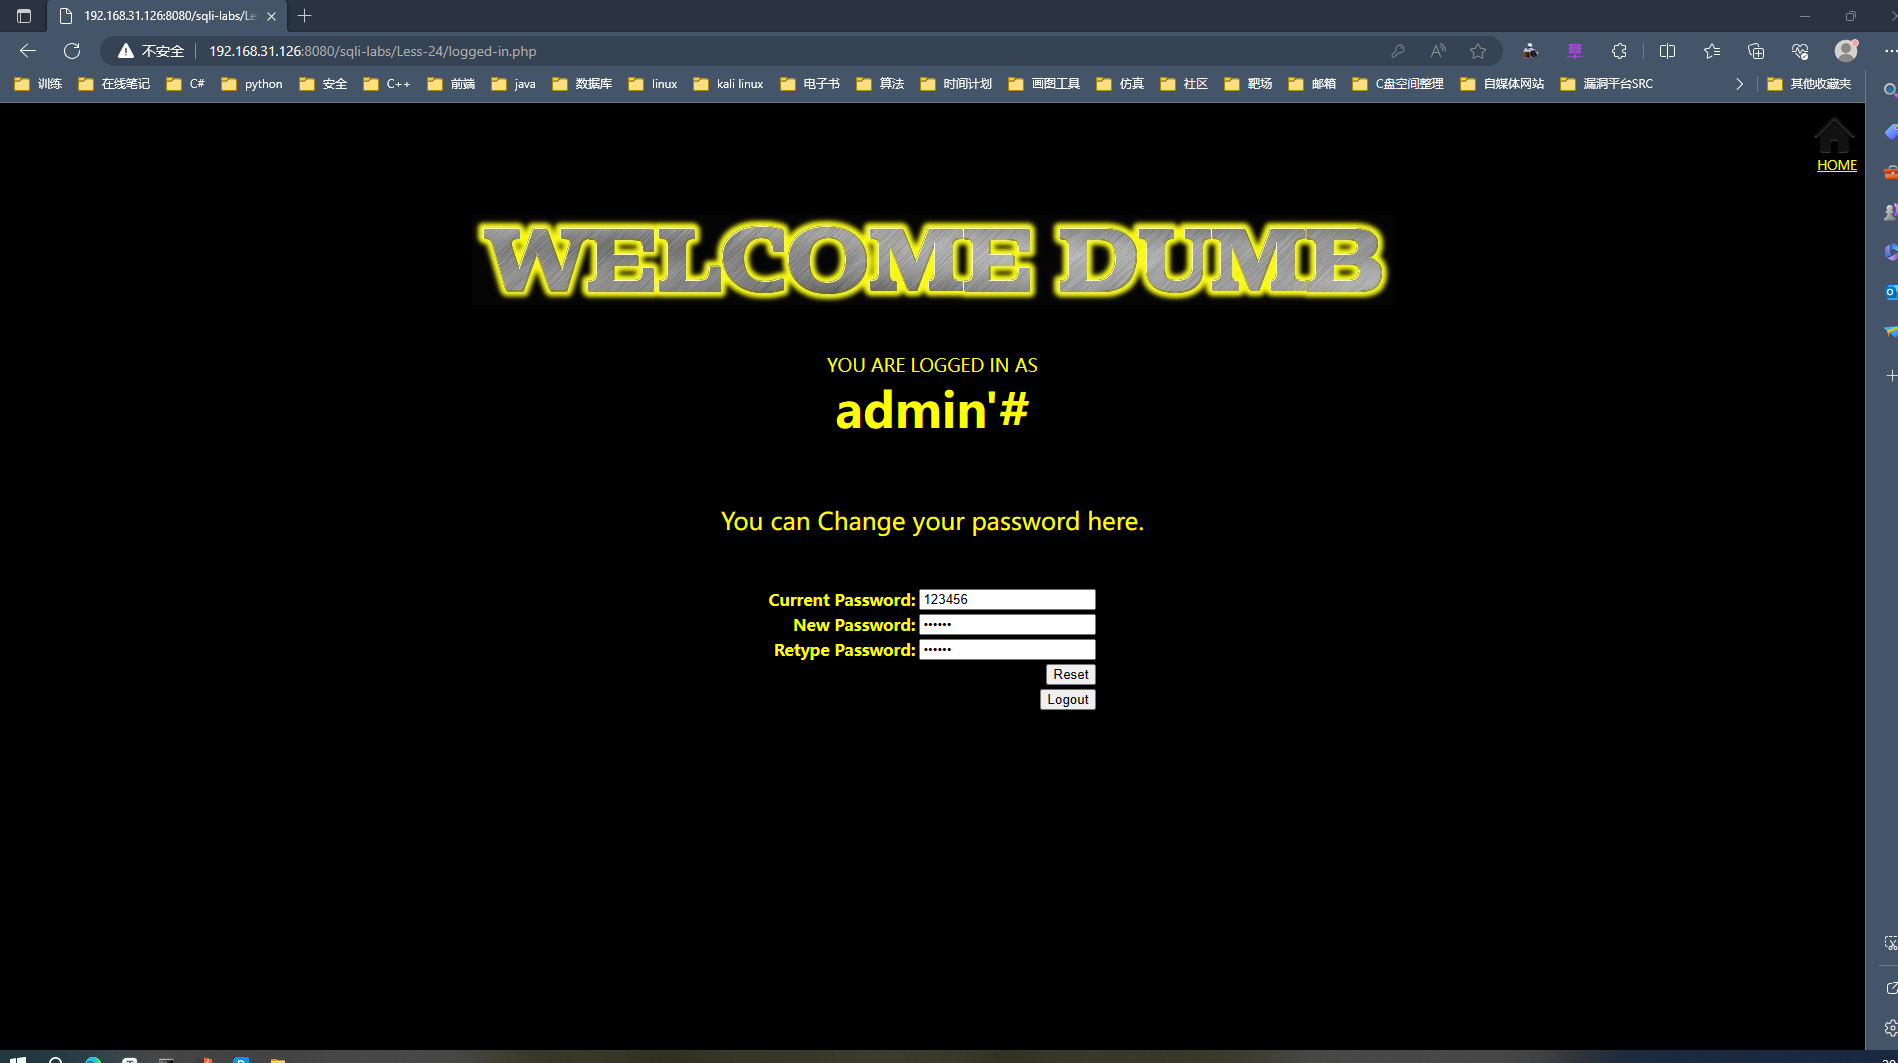 192.168.31.126:8080/sqli-labs/Le
不安全 192.168.31.126:8080/sqli-labs/Less-24/logged-in.php
训练 在线笔记 C# python 安全 C++ 前端 java 数据库 linux kali linux 电子书 算法 时间计划 画图工具 仿真 社区 靶场 邮箱 C盘空间整理 自媒体网站 漏洞平台SRC 其他收藏夹
HOME
WELCOME DUMB
YOU ARE LOGGED IN AS
admin'#
You can Change your password here.
Current Password: 123456
New Password: ••••••
Retype Password: ••••••
Reset
Logout